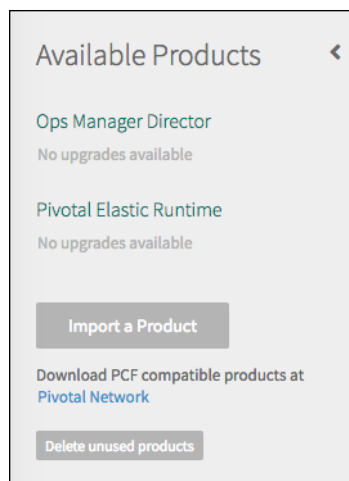 Available Products
Ops Manager Director
No upgrades available
Pivotal Elastic Runtime
No upgrades available
Import a Product
Download PCF compatible products at
Pivotal Network
Delete unused products